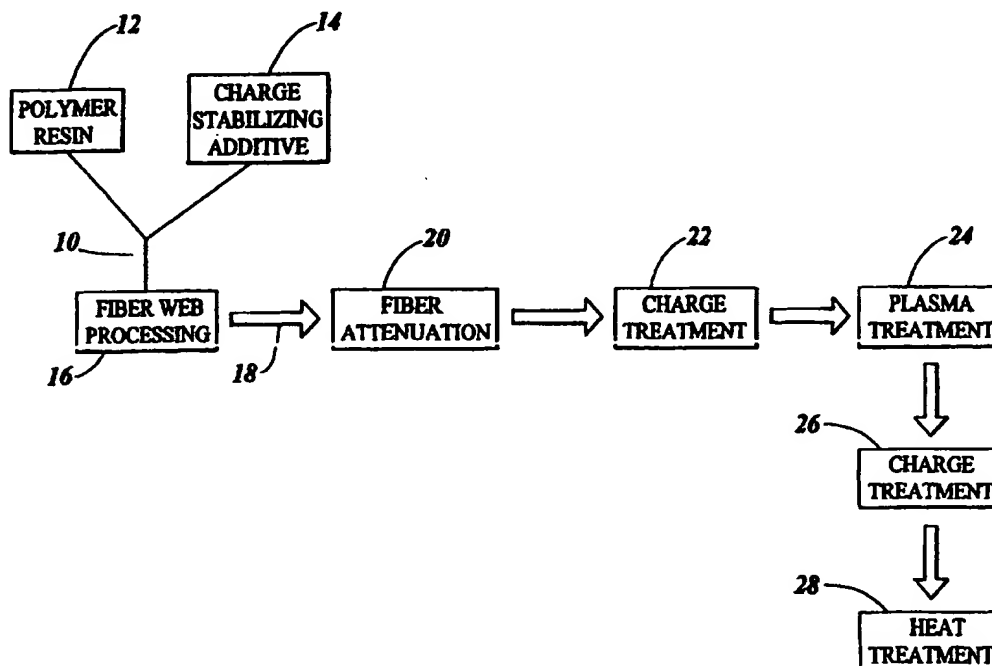 12
14
POLYMER
RESIN
CHARGE
STABILIZING
ADDITIVE
10
20
22
24
FIBER WEB
PROCESSING
FIBER
ATTENUATION
CHARGE
TREATMENT
PLASMA
TREATMENT
16
18
26
CHARGE
TREATMENT
28
HEAT
TREATMENT